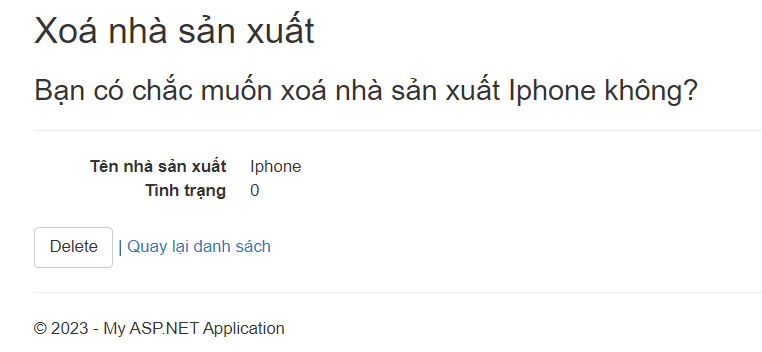 Xoá nhà sản xuất
Bạn có chắc muốn xoá nhà sản xuất Iphone không?
Tên nhà sản xuất Iphone
Tình trạng 0
Delete | Quay lại danh sách
© 2023 - My ASP.NET Application